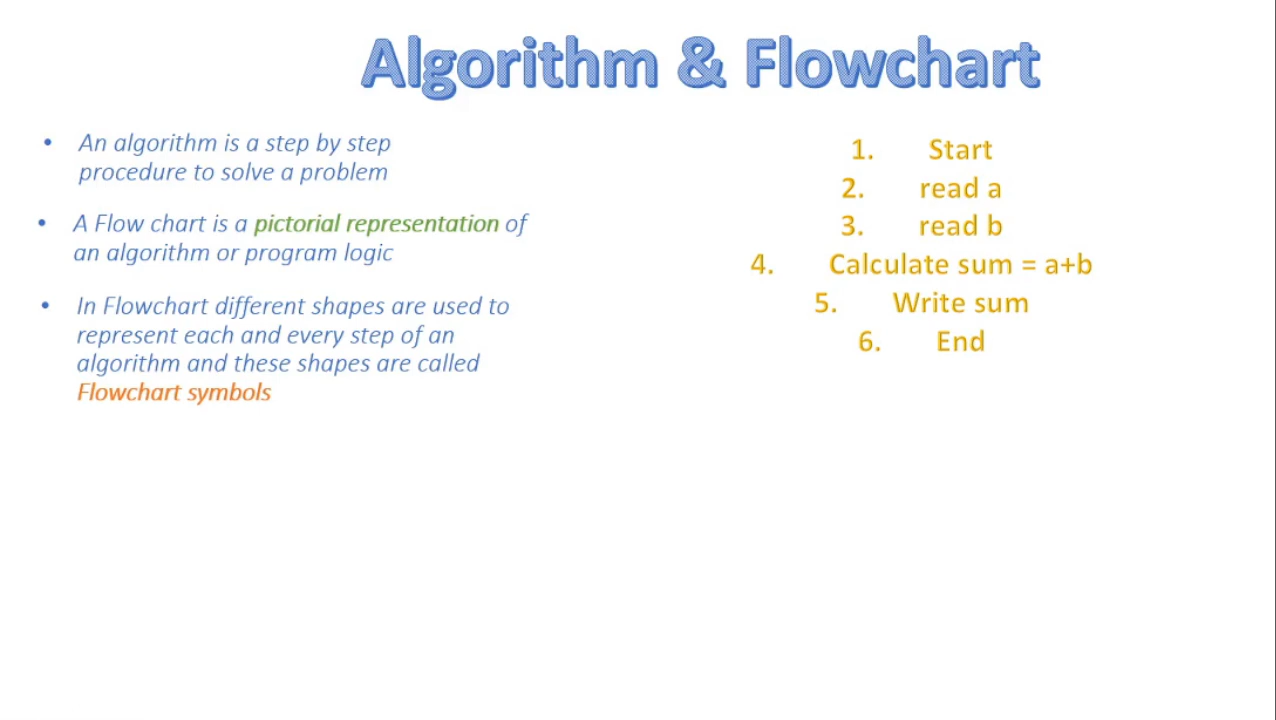 Algorithm & Flowchart
• An algorithm is a step by step
procedure to solve a problem
• A Flow chart is a pictorial representation of
an algorithm or program logic
• In Flowchart different shapes are used to
represent each and every step of an
algorithm and these shapes are called
Flowchart symbols
1. Start
2. read a
3. read b
4. Calculate sum = a+b
5. Write sum
6. End